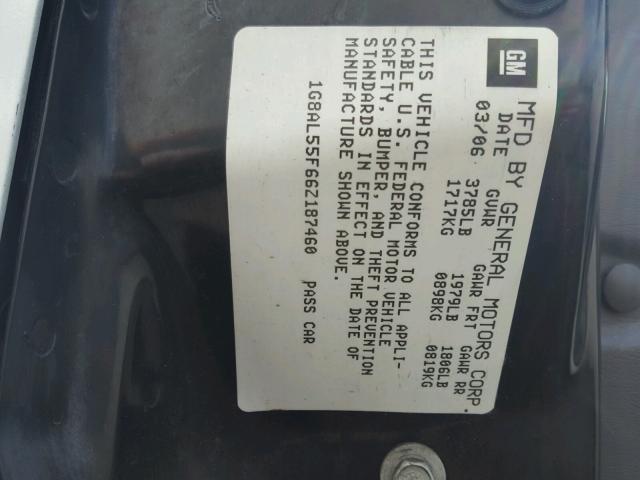 GM
MFD BY GENERAL MOTORS CORP.
DATE GVWR GAWR FRT GAWR RR
03/06 3785LB 1979LB 1806LB
1717KG 0898KG 0819KG
THIS VEHICLE CONFORMS TO ALL APPLI-
CABLE U.S. FEDERAL MOTOR VEHICLE
SAFETY, BUMPER, AND THEFT PREVENTION
STANDARDS IN EFFECT ON THE DATE OF
MANUFACTURE SHOWN ABOVE.
1G8AL55F66Z187460 PASS CAR